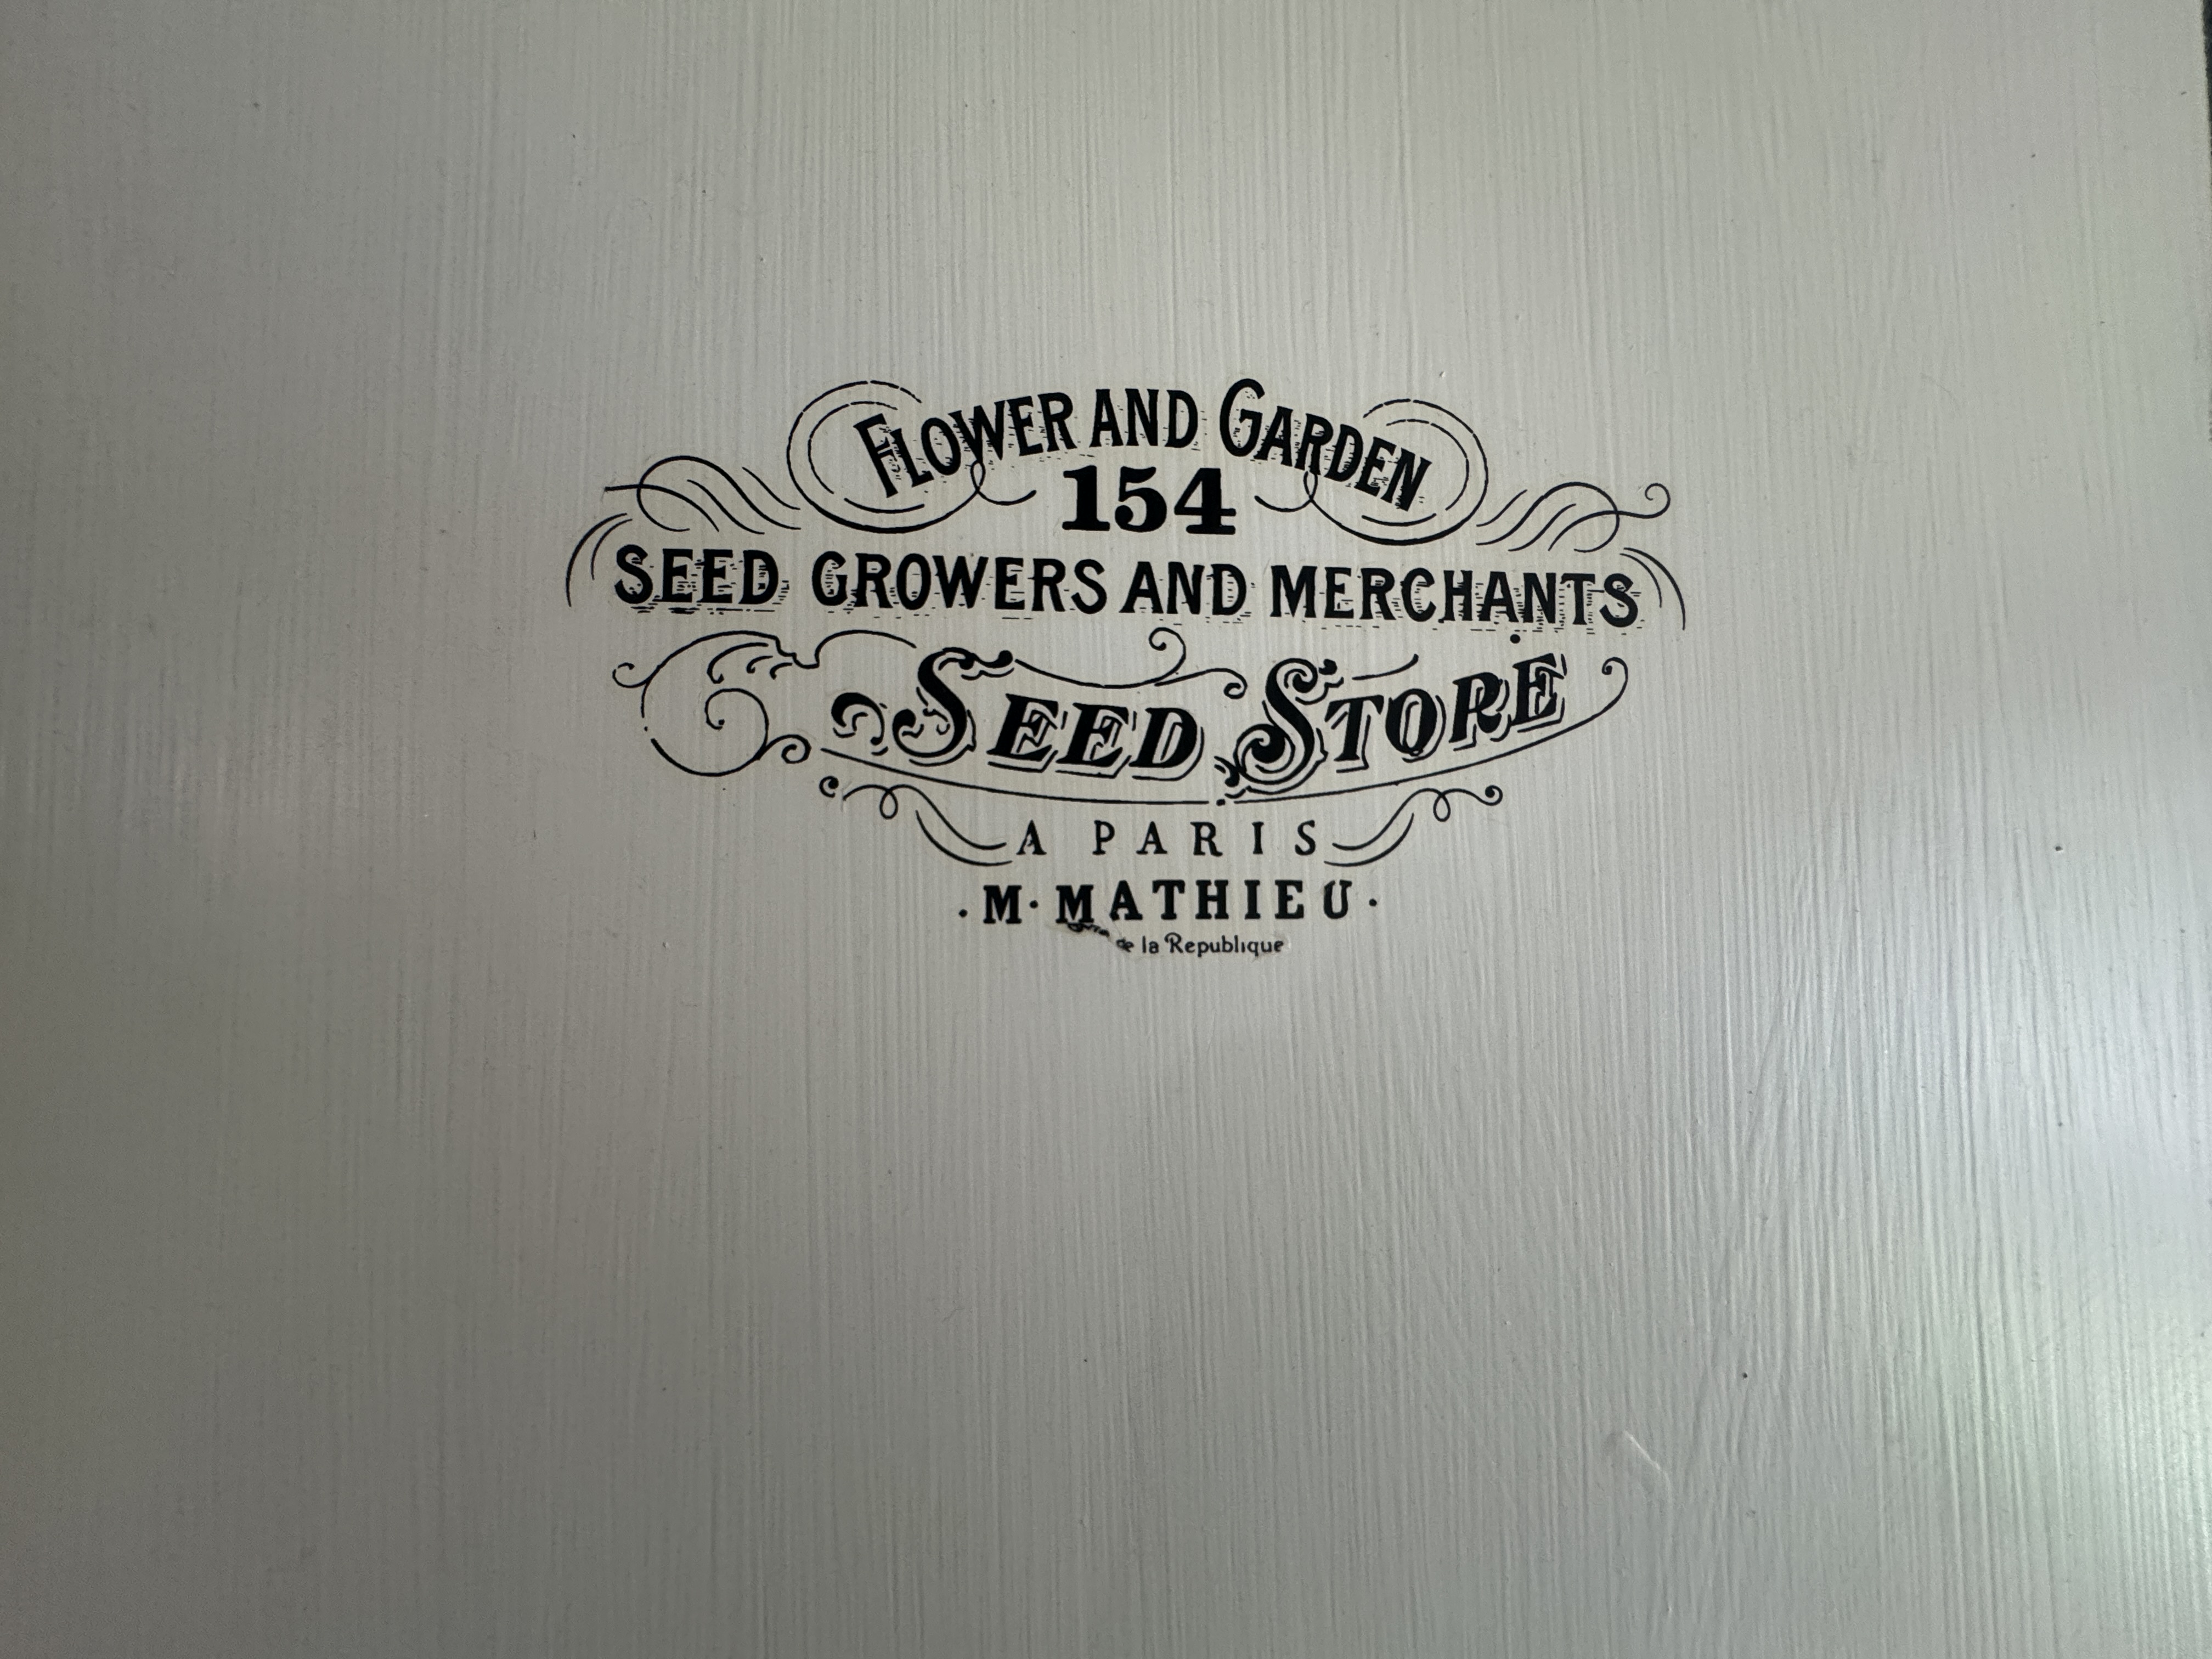 FLOWER AND GARDEN
154
SEED GROWERS AND MERCHANTS
SEED STORE
A PARIS
·M·MATHIEU·
de la Republique